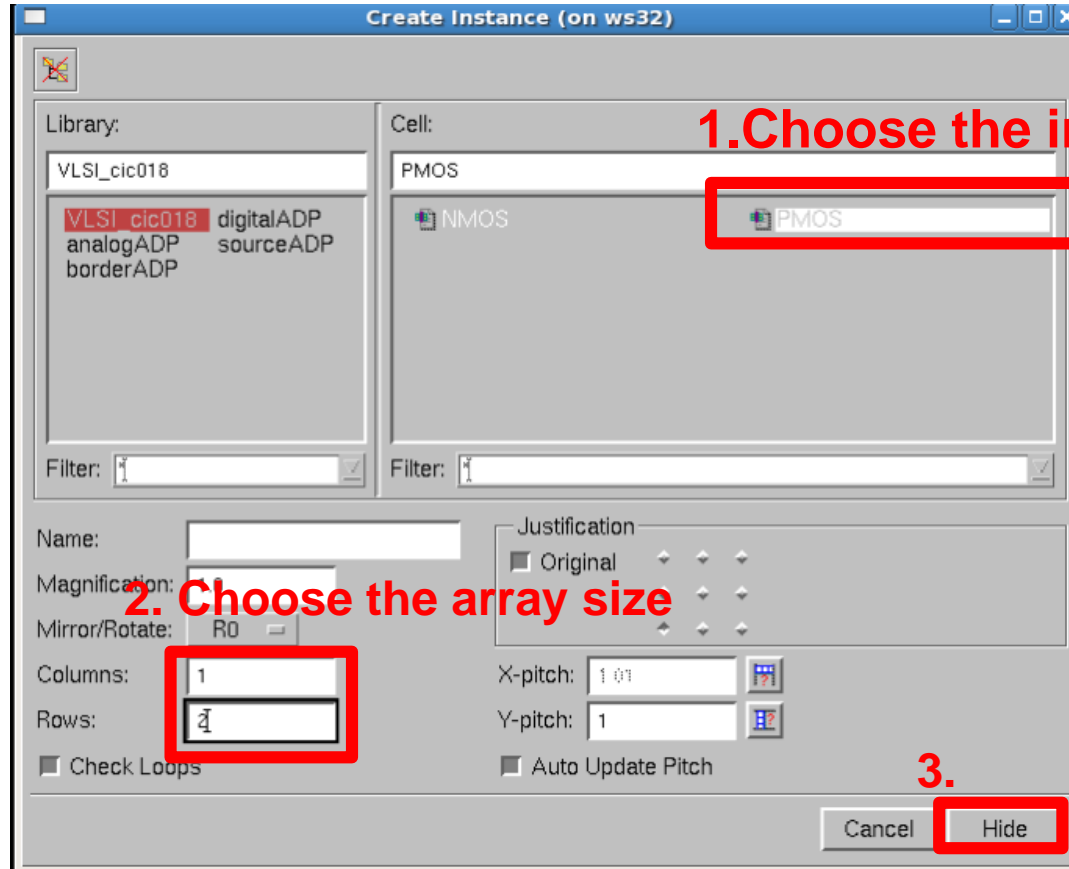 Create Instance (on ws32)
Library:
Cell:
1.Choose the
VLSI_cic018
PMOS
VLSI_cic018 digitalADP
analogADP sourceADP
borderADP
NMOS
PMOS
Filter: *
Filter: *
Name:
Justification
Original
Magnification:
2. Choose the array size
Mirror/Rotate: R0
Columns: 1
X-pitch: 1.01
Rows: 2
Y-pitch: 1
Check Loops
Auto Update Pitch
3.
Cancel
Hide